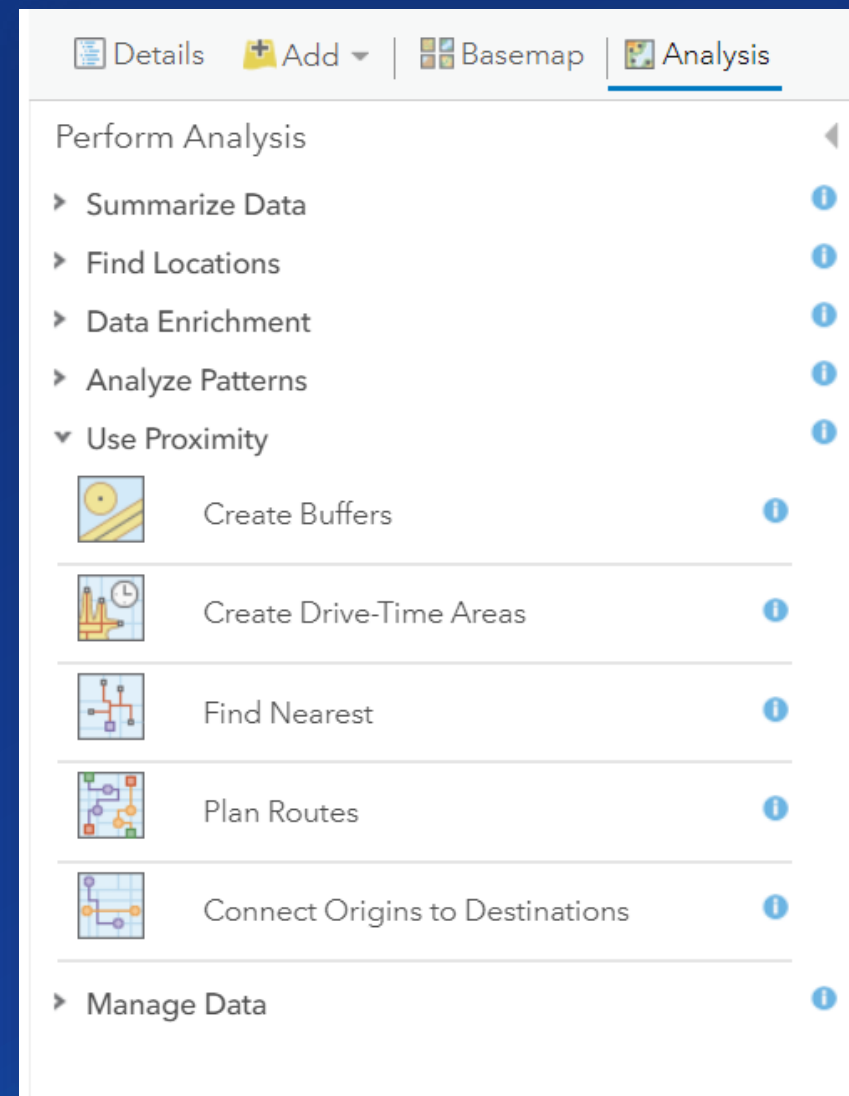 Details Add Basemap Analysis
Perform Analysis
Summarize Data
Find Locations
Data Enrichment
Analyze Patterns
Use Proximity
Create Buffers
Create Drive-Time Areas
Find Nearest
Plan Routes
Connect Origins to Destinations
Manage Data